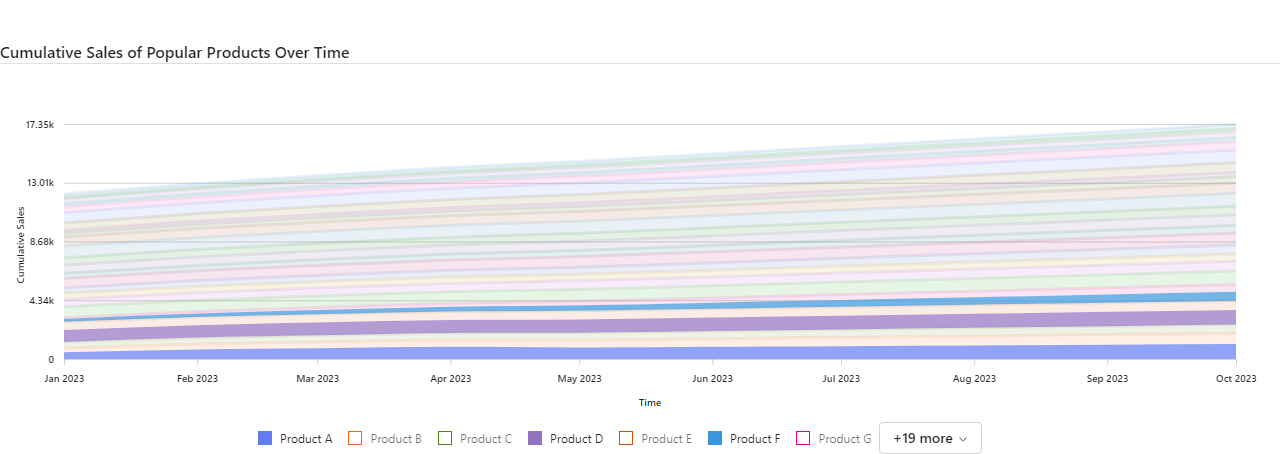 Cumulative Sales of Popular Products Over Time
17.35k
13.01k
8.68k
4.34k
0
Cumulative Sales
Jan 2023 Feb 2023 Mar 2023 Apr 2023 May 2023 Jun 2023 Jul 2023 Aug 2023 Sep 2023 Oct 2023
Time
Product A Product B Product C Product D Product E Product F Product G +19 more